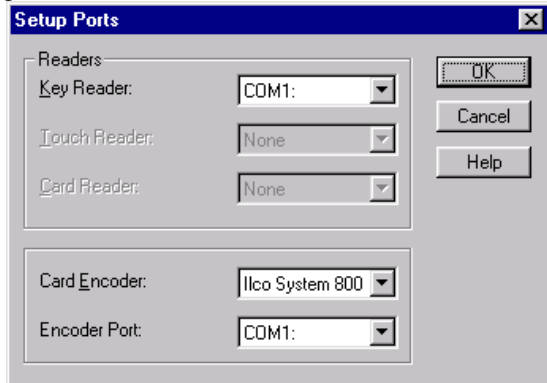 Setup Ports
Readers
Key Reader: COM1:
Touch Reader: None
Card Reader: None
OK
Cancel
Help
Card Encoder: Ilco System 800
Encoder Port: COM1: